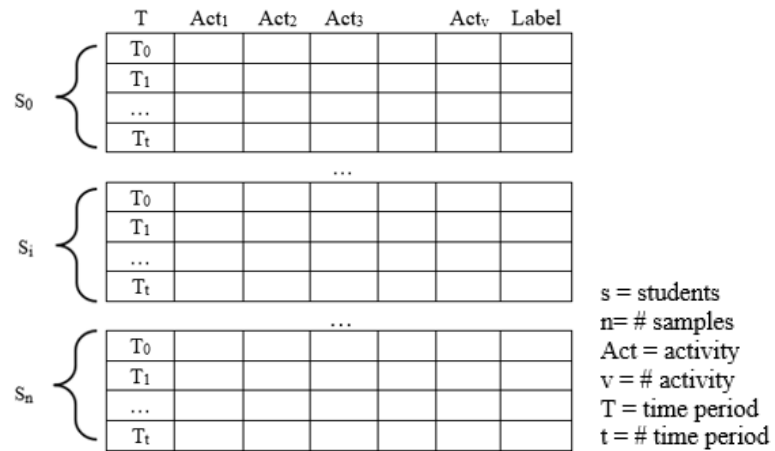 T Act₁ Act₂ Act₃ Actᵥ Label
T₀
T₁
S₀
...
Tₜ
...
T₀
T₁
Sᵢ
...
Tₜ
...
T₀
T₁
Sₙ
...
Tₜ
s = students
n= # samples
Act = activity
v = # activity
T = time period
t = # time period